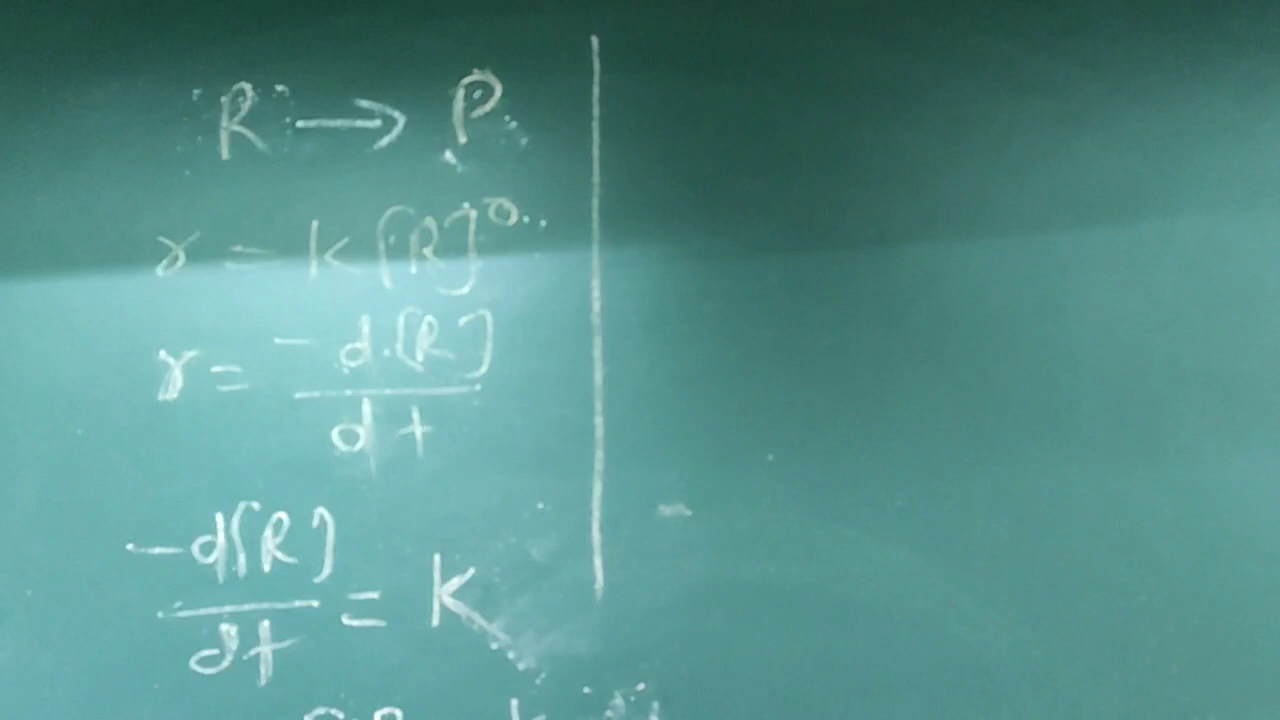 R → P
r = k [R]⁰
r = -d.[R] / dt
-d[R] / dt = K